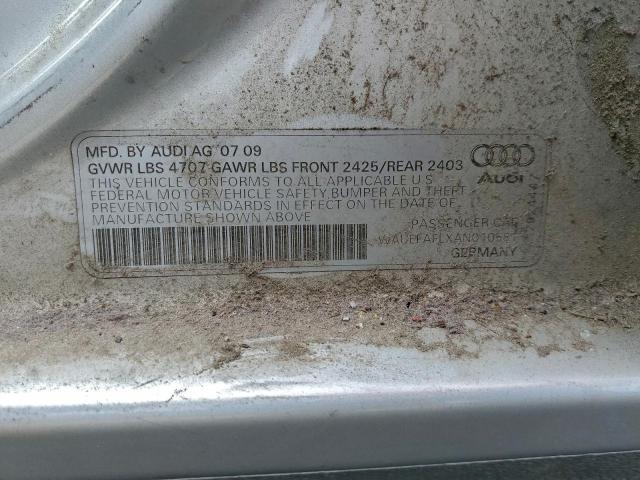 MFD. BY AUDI AG 07 09
GVWR LBS 4707 GAWR LBS FRONT 2425/REAR 2403
THIS VEHICLE CONFORMS TO ALL APPLICABLE U S
FEDERAL MOTOR VEHICLE SAFETY BUMPER AND THEFT
PREVENTION STANDARDS IN EFFECT ON THE DATE OF
MANUFACTURE SHOWN ABOVE
Audi
PASSENGER CAR
GERMANY